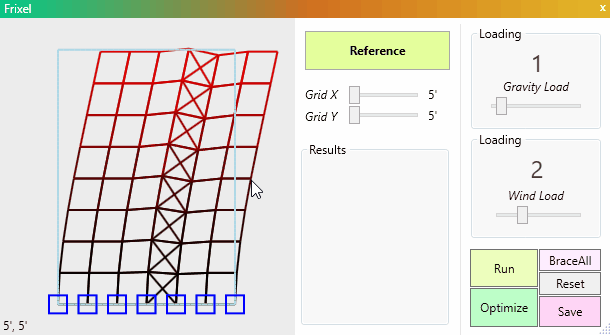 Frixel
x
Reference
Grid X
5'
Grid Y
5'
Results
Loading
1
Gravity Load
Loading
2
Wind Load
Run
BraceAll
Reset
Optimize
Save
5', 5'